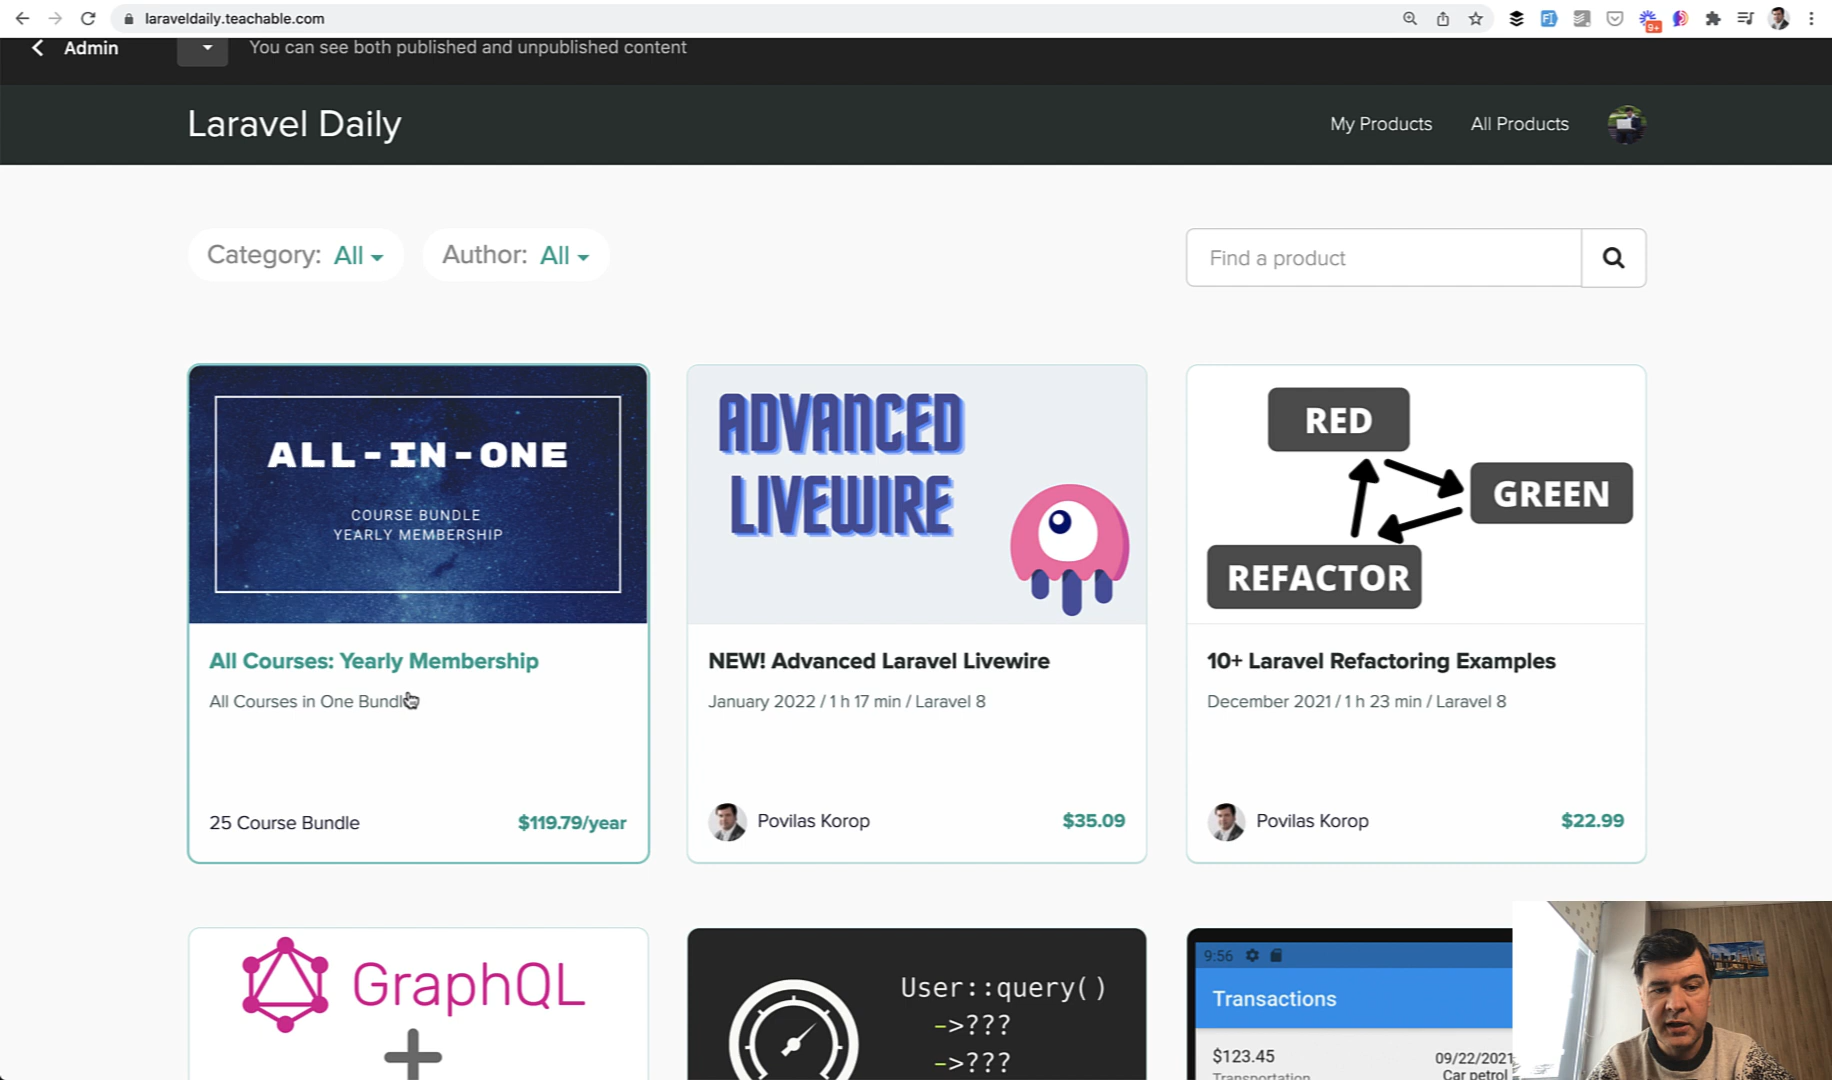 laraveldaily.teachable.com
9+
Admin
You can see both published and unpublished content
Laravel Daily
My Products
All Products
Category: All
Author: All
Find a product
ALL-IN-ONE
COURSE BUNDLE
YEARLY MEMBERSHIP
All Courses: Yearly Membership
All Courses in One Bundle
25 Course Bundle
$119.79/year
ADVANCED
LIVEWIRE
NEW! Advanced Laravel Livewire
January 2022 / 1 h 17 min / Laravel 8
Povilas Korop
$35.09
RED
GREEN
REFACTOR
10+ Laravel Refactoring Examples
December 2021 / 1 h 23 min / Laravel 8
Povilas Korop
$22.99
GraphQL
User::query()
->???
->???
9:56
Transactions
$123.45
09/22/2021
Transportation
Car petrol